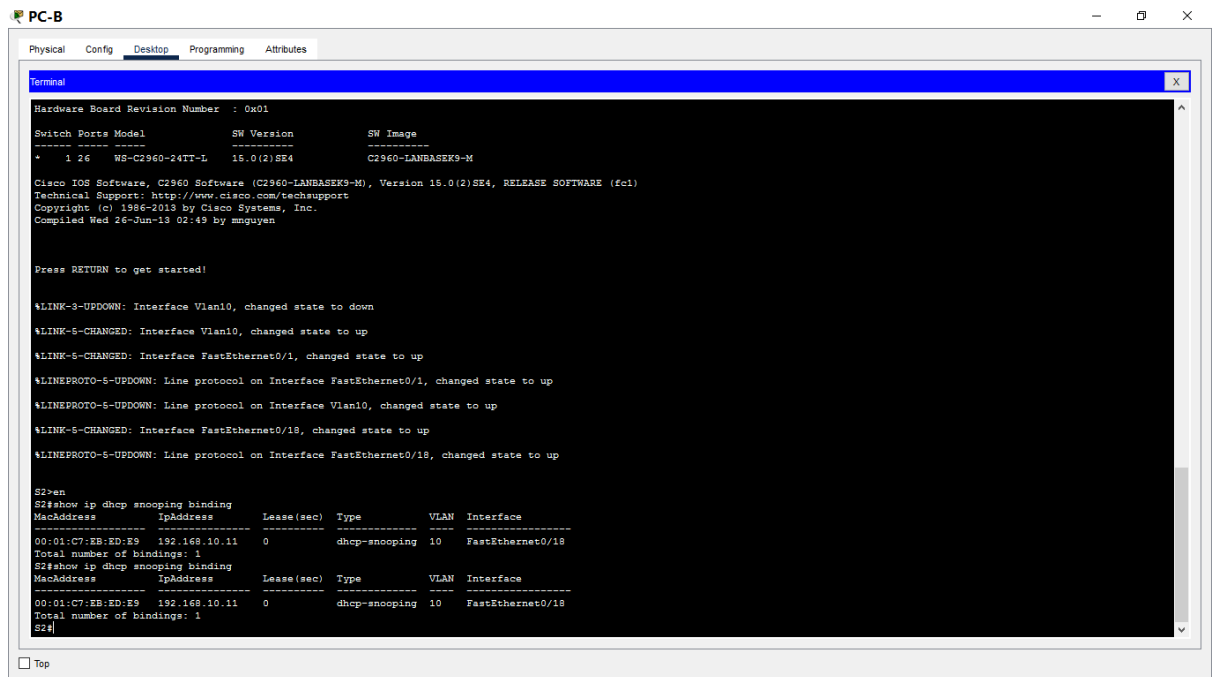 PC-B
Physical Config Desktop Programming Attributes
Terminal X
Hardware Board Revision Number : 0x01
Switch Ports Model SW Version SW Image
------ ----- ----- ---------- ----------
* 1 26 WS-C2960-24TT-L 15.0(2)SE4 C2960-LANBASEK9-M
Cisco IOS Software, C2960 Software (C2960-LANBASEK9-M), Version 15.0(2)SE4, RELEASE SOFTWARE (fc1)
Technical Support: http://www.cisco.com/techsupport
Copyright (c) 1986-2013 by Cisco Systems, Inc.
Compiled Wed 26-Jun-13 02:49 by mnguyen
Press RETURN to get started!
%LINK-3-UPDOWN: Interface Vlan10, changed state to down
%LINK-5-CHANGED: Interface Vlan10, changed state to up
%LINK-5-CHANGED: Interface FastEthernet0/1, changed state to up
%LINEPROTO-5-UPDOWN: Line protocol on Interface FastEthernet0/1, changed state to up
%LINEPROTO-5-UPDOWN: Line protocol on Interface Vlan10, changed state to up
%LINK-5-CHANGED: Interface FastEthernet0/18, changed state to up
%LINEPROTO-5-UPDOWN: Line protocol on Interface FastEthernet0/18, changed state to up
S2>en
S2#show ip dhcp snooping binding
MacAddress IpAddress Lease(sec) Type VLAN Interface
------------------ --------------- ---------- ------------- ---- -----------------
00:01:C7:EB:ED:E9 192.168.10.11 0 dhcp-snooping 10 FastEthernet0/18
Total number of bindings: 1
S2#show ip dhcp snooping binding
MacAddress IpAddress Lease(sec) Type VLAN Interface
------------------ --------------- ---------- ------------- ---- -----------------
00:01:C7:EB:ED:E9 192.168.10.11 0 dhcp-snooping 10 FastEthernet0/18
Total number of bindings: 1
S2#
Top